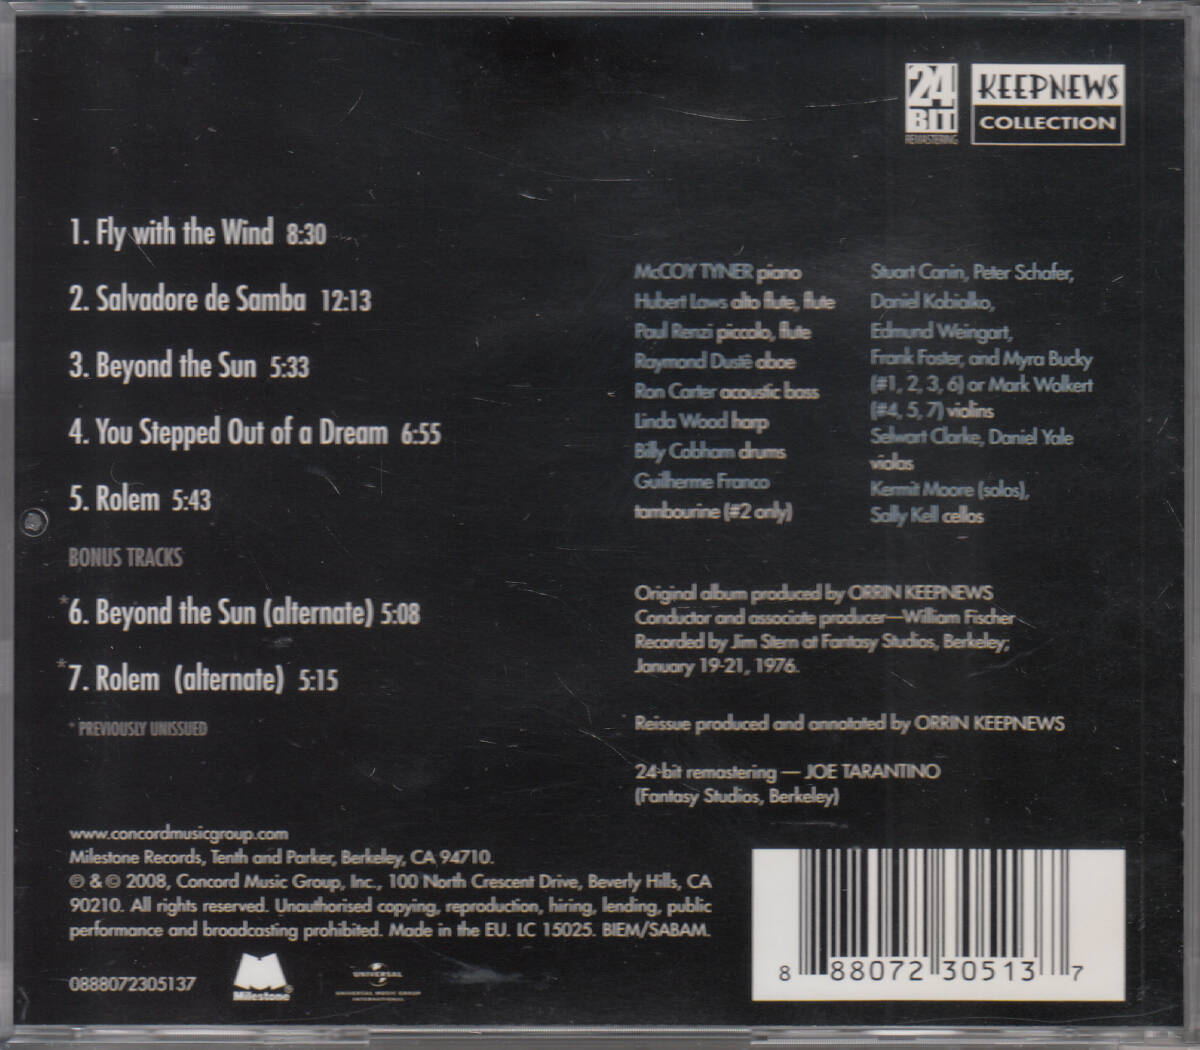 24
BIT
REMASTERING
KEEPNEWS
COLLECTION
1. Fly with the Wind 8:30
2. Salvadore de Samba 12:13
3. Beyond the Sun 5:33
4. You Stepped Out of a Dream 6:55
5. Rolem 5:43
BONUS TRACKS
*6. Beyond the Sun (alternate) 5:08
*7. Rolem (alternate) 5:15
* PREVIOUSLY UNISSUED
McCOY TYNER piano
Hubert Laws alto flute, flute
Paul Renzi piccolo, flute
Raymond Dusté oboe
Ron Carter acoustic bass
Linda Wood harp
Billy Cobham drums
Guilherme Franco
tambourine (#2 only)
Stuart Canin, Peter Schafer,
Daniel Kobialko,
Edmund Weingart,
Frank Foster, and Myra Bucky
(#1, 2, 3, 6) or Mark Wolkert
(#4, 5, 7) violins
Selwart Clarke, Daniel Yale
violas
Kermit Moore (solos),
Sally Kell cellos
Original album produced by ORRIN KEEPNEWS
Conductor and associate producer—William Fischer
Recorded by Jim Stern at Fantasy Studios, Berkeley;
January 19-21, 1976.
Reissue produced and annotated by ORRIN KEEPNEWS
24-bit remastering — JOE TARANTINO
(Fantasy Studios, Berkeley)
www.concordmusicgroup.com
Milestone Records, Tenth and Parker, Berkeley, CA 94710.
℗ & © 2008, Concord Music Group, Inc., 100 North Crescent Drive, Beverly Hills, CA
90210. All rights reserved. Unauthorised copying, reproduction, hiring, lending, public
performance and broadcasting prohibited. Made in the EU. LC 15025. BIEM/SABAM.
0888072305137
Milestone®
UNIVERSAL
UNIVERSAL MUSIC GROUP
INTERNATIONAL
8 88072 30513 7